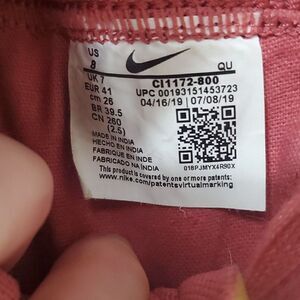 US 8
UK 7
EUR 41
cm 26
BR 39.5
CN 260
(2.5)
QU
CI1172-800
UPC 00193151453723
04/16/19 07/08/19
MADE IN INDIA
HECHO EN INDIA
FABRIQUÉ EN INDE
FABRICADO NA ÍNDIA
018PJMYX4R90X
This product is covered by one or more patents:
www.nike.com/patentsvirtualmarking